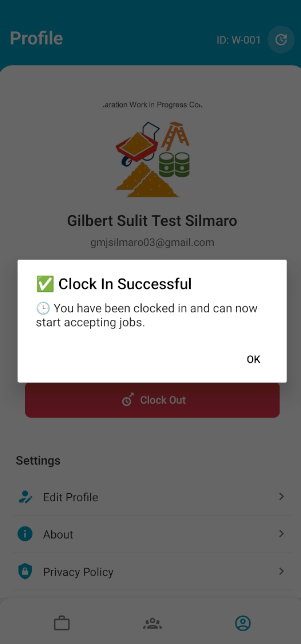 Profile
ID: W-001
aration Work in Progress Co
Gilbert Sulit Test Silmaro
gmjsilmaro03@gmail.com
✅ Clock In Successful
🕒 You have been clocked in and can now
start accepting jobs.
OK
Clock Out
Settings
Edit Profile
About
Privacy Policy